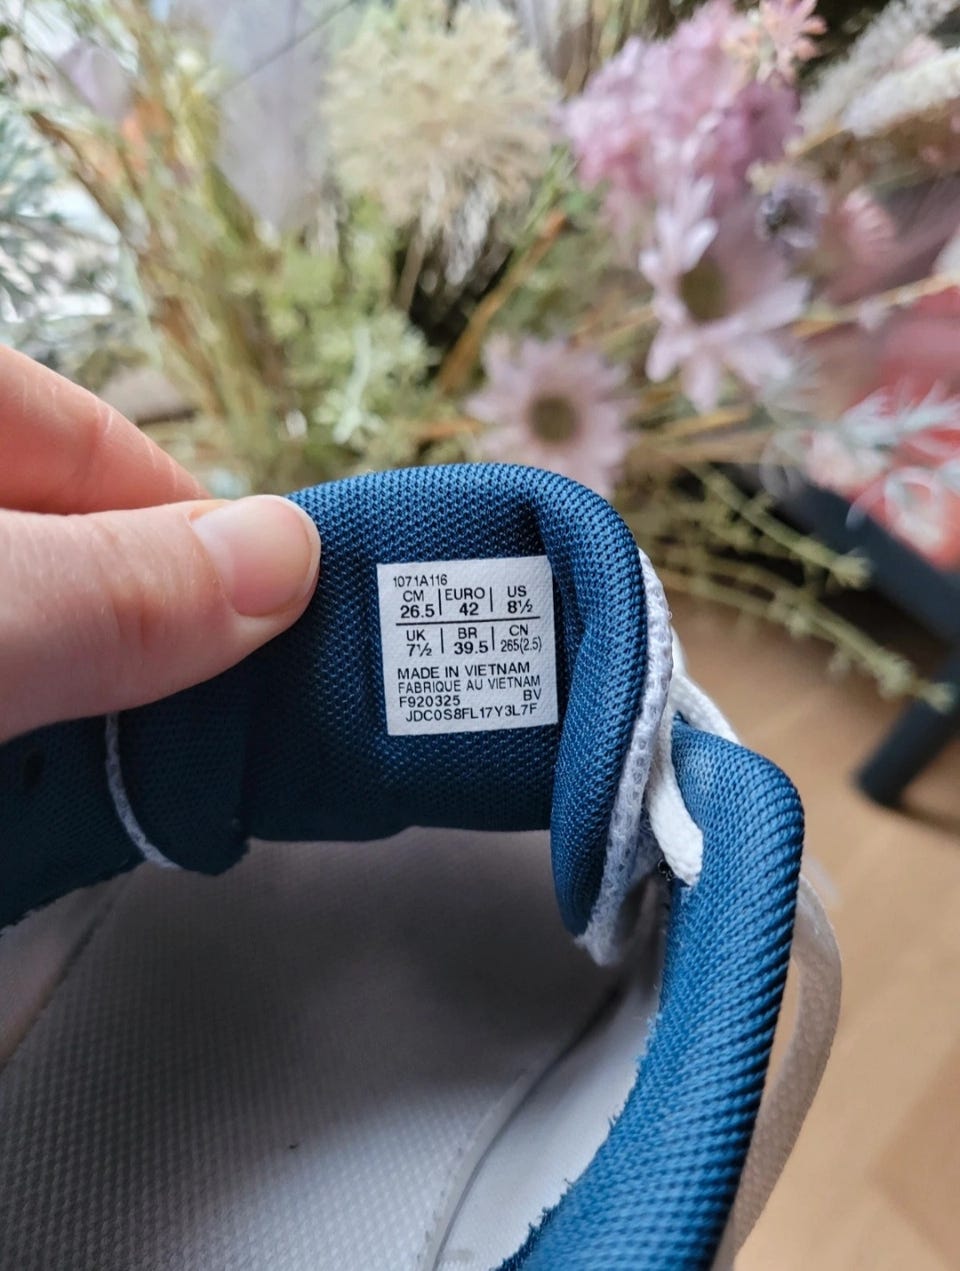 1071A116
CM | EURO | US
26.5 | 42 | 8½
UK | BR | CN
7½ | 39.5 | 265(2.5)
MADE IN VIETNAM
FABRIQUE AU VIETNAM
F920325 BV
JDC0S8FL17Y3L7F